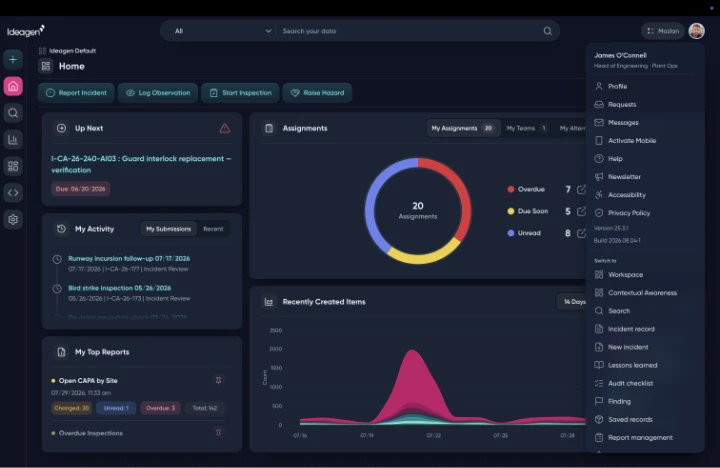 Ideagen
All
Search your data
Mazlan
Ideagen Default
Home
Report Incident
Log Observation
Start Inspection
Raise Hazard
Up Next
I-CA-26-240-AI03 : Guard interlock replacement —
verification
Due: 06/20/2026
My Activity
My Submissions
Recent
Runway incursion follow-up 07/17/2026
07/17/2026 | I-CA-26-177 | Incident Review
Bird strike inspection 05/26/2026
05/26/2026 | I-CA-26-173 | Incident Review
My Top Reports
Open CAPA by Site
07/29/2026, 11:33 am
Changed: 30
Unread: 1
Overdue: 3
Total: 142
Overdue Inspections
Assignments
My Assignments 20
My Teams 1
My Altern
20
Assignments
Overdue 7
Due Soon 5
Unread 8
Recently Created Items
14 Days
Count
2500
2000
1500
1000
500
0
07/16
07/19
07/22
07/25
07/28
James O'Connell
Head of Engineering · Plant Ops
Profile
Requests
Messages
Activate Mobile
Help
Newsletter
Accessibility
Privacy Policy
Version 25.3.1
Build 2026.08.04-1
Switch to
Workspace
Contextual Awareness
Search
Incident record
New Incident
Lessons learned
Audit checklist
Finding
Saved records
Report management